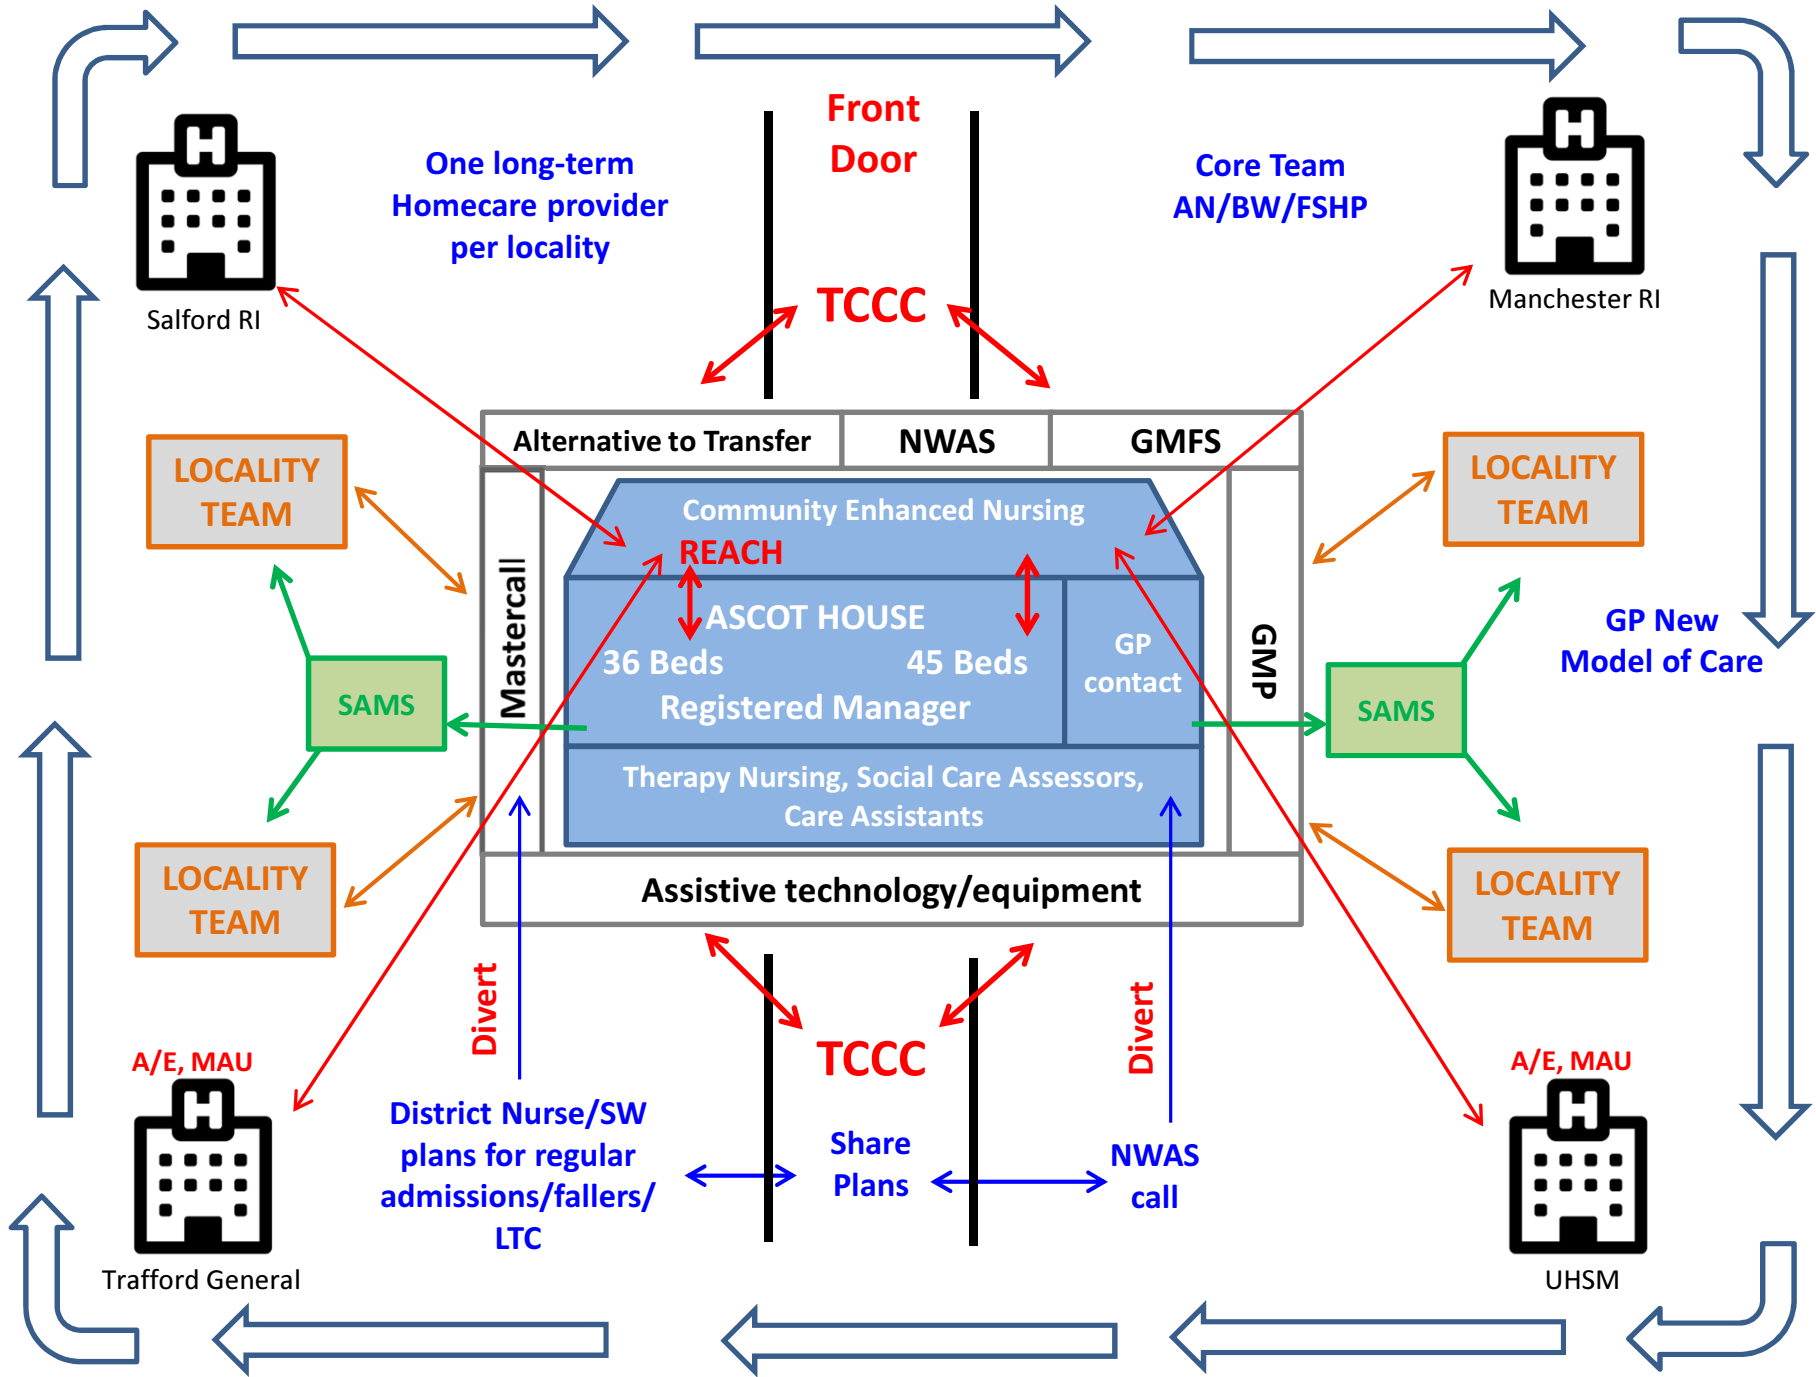 Front
Door
One long-term
Homecare provider
per locality
Core Team
AN/BW/FSHP
H
Salford RI
H
Manchester RI
TCCC
Alternative to Transfer
NWAS
GMFS
LOCALITY
TEAM
LOCALITY
TEAM
Community Enhanced Nursing
REACH
Mastercall
ASCOT HOUSE
36 Beds
45 Beds
Registered Manager
GP
contact
GMP
GP New
Model of Care
SAMS
SAMS
Therapy Nursing, Social Care Assessors,
Care Assistants
Assistive technology/equipment
LOCALITY
TEAM
LOCALITY
TEAM
Divert
Divert
TCCC
A/E, MAU
H
Trafford General
District Nurse/SW
plans for regular
admissions/fallers/
LTC
Share
Plans
NWAS
call
A/E, MAU
H
UHSM